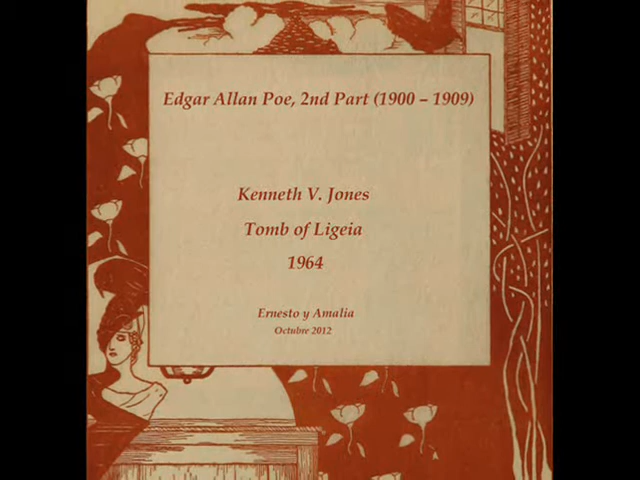 Edgar Allan Poe, 2nd Part (1900 – 1909)
Kenneth V. Jones
Tomb of Ligeia
1964
Ernesto y Amalia
Octubre 2012